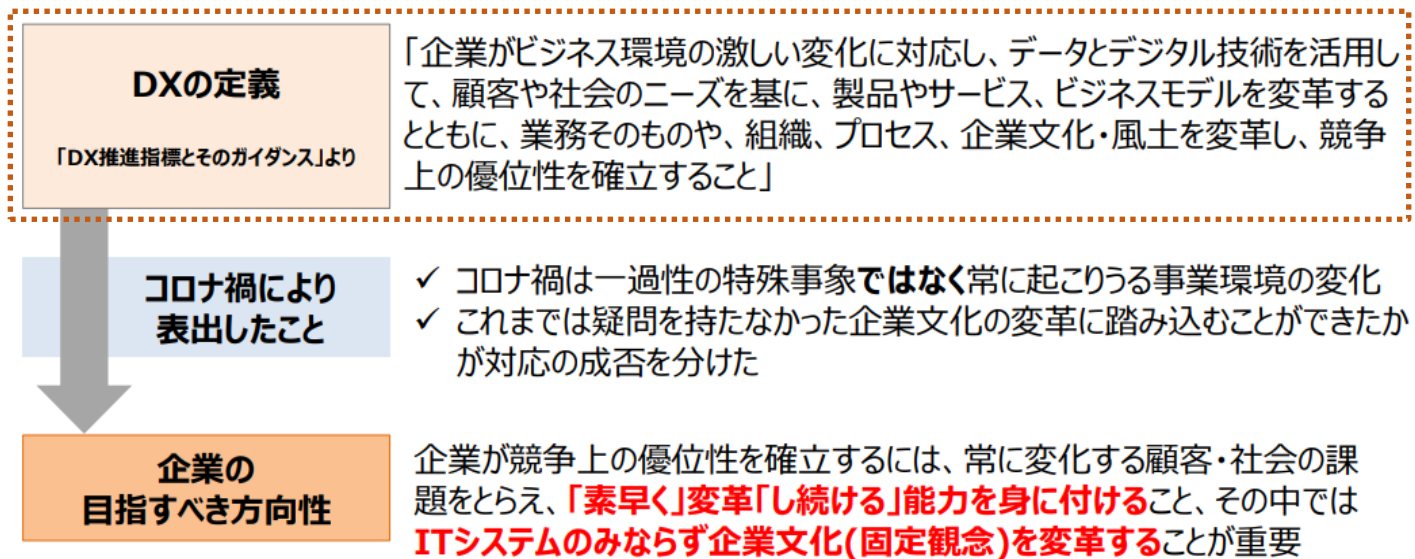 DXの定義
「DX推進指標とそのガイダンス」より
「企業がビジネス環境の激しい変化に対応し、データとデジタル技術を活用し
て、顧客や社会のニーズを基に、製品やサービス、ビジネスモデルを変革する
とともに、業務そのものや、組織、プロセス、企業文化・風土を変革し、競争
上の優位性を確立すること」
コロナ禍により
表出したこと
✓ コロナ禍は一過性の特殊事象ではなく常に起こりうる事業環境の変化
✓ これまでは疑問を持たなかった企業文化の変革に踏み込むことができたか
が対応の成否を分けた
企業の
目指すべき方向性
企業が競争上の優位性を確立するには、常に変化する顧客・社会の課
題をとらえ、「素早く」変革「し続ける」能力を身に付けること、その中では
ITシステムのみならず企業文化(固定観念)を変革することが重要